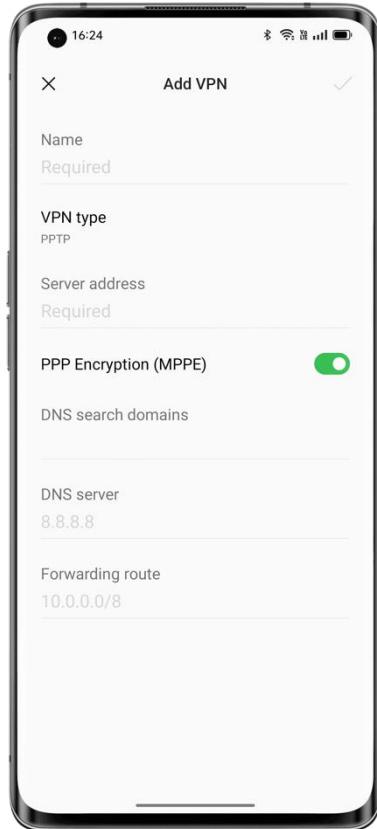 16:24
Add VPN
Name
Required
VPN type
PPTP
Server address
Required
PPP Encryption (MPPE)
DNS search domains
DNS server
8.8.8.8
Forwarding route
10.0.0.0/8